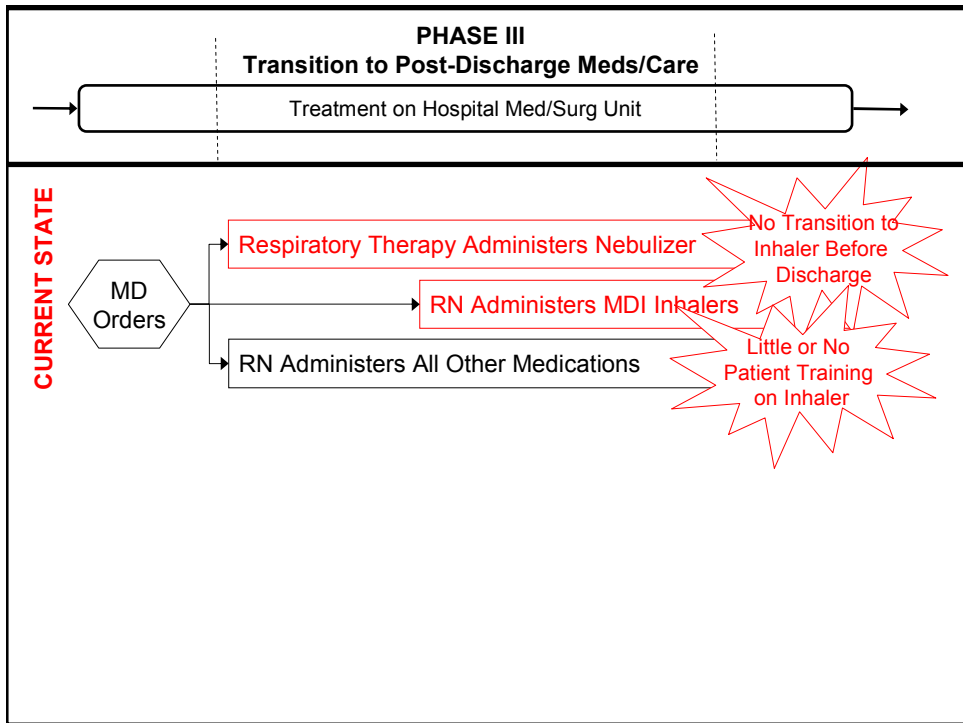 PHASE III
Transition to Post-Discharge Meds/Care
Treatment on Hospital Med/Surg Unit
CURRENT STATE
MD
Orders
Respiratory Therapy Administers Nebulizer
RN Administers MDI Inhalers
RN Administers All Other Medications
No Transition to
Inhaler Before
Discharge
Little or No
Patient Training
on Inhaler